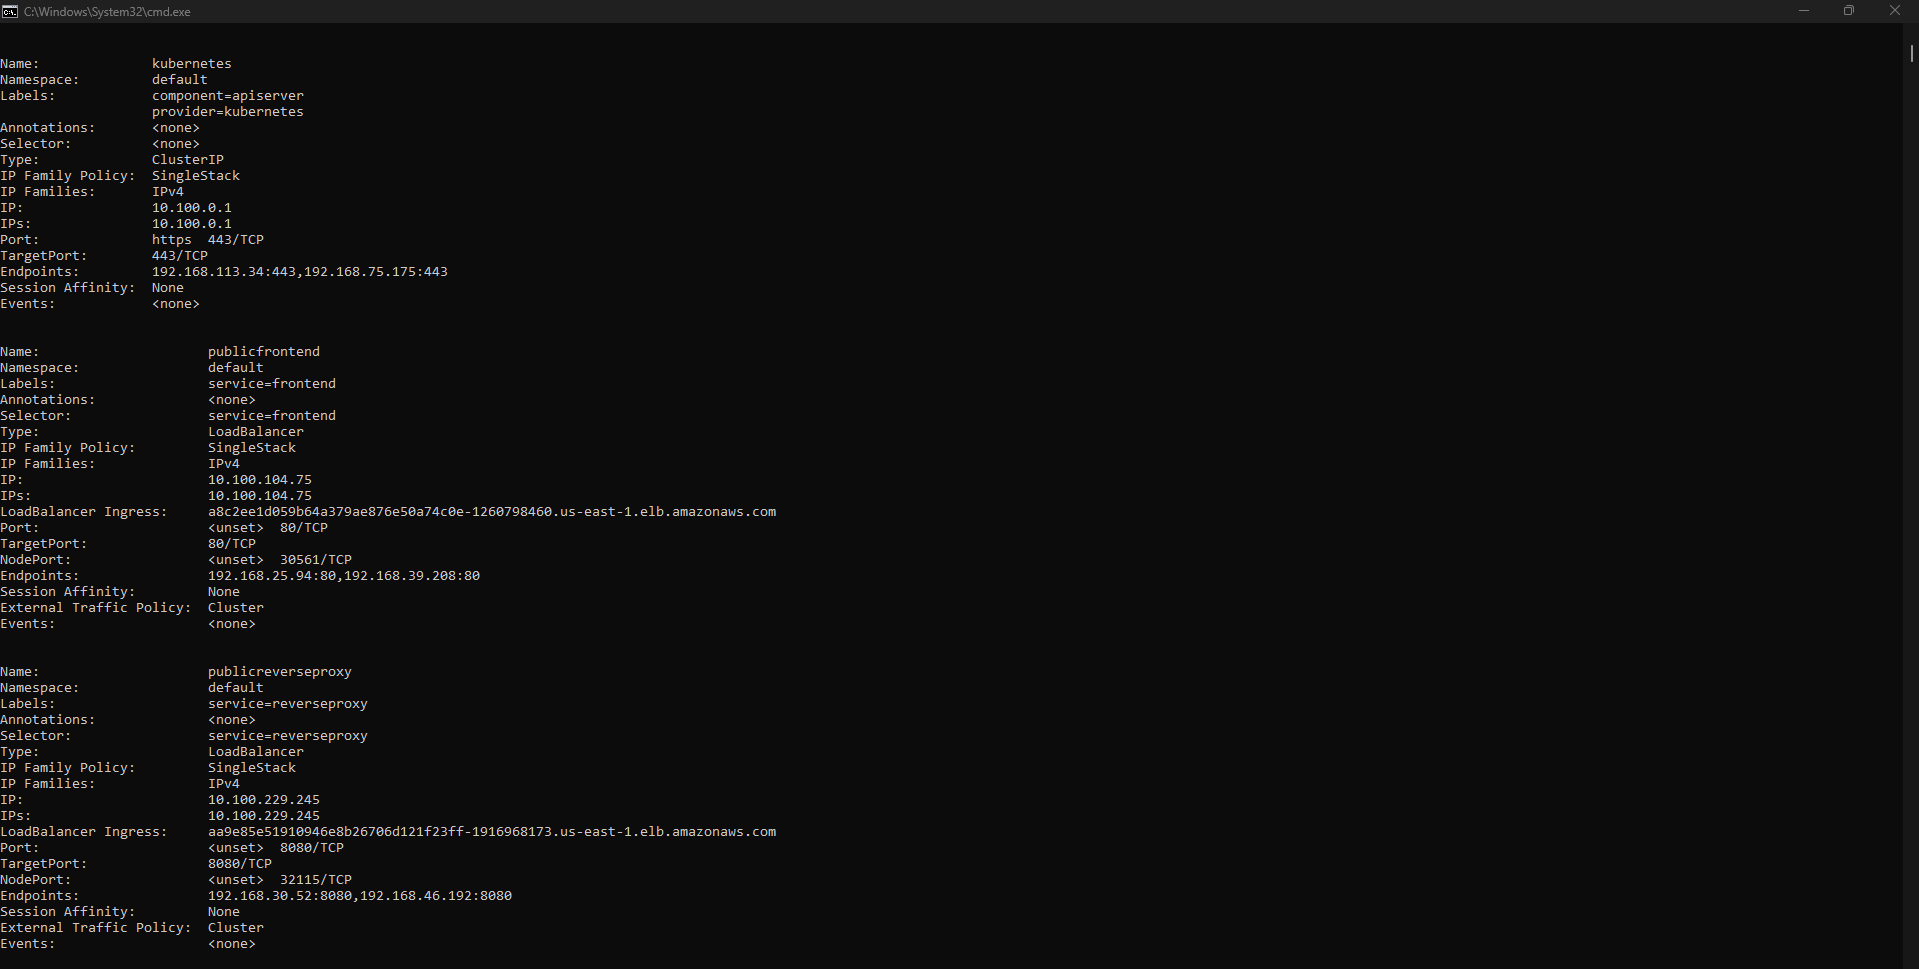 C:\Windows\System32\cmd.exe
Name:              kubernetes
Namespace:         default
Labels:            component=apiserver
                   provider=kubernetes
Annotations:       <none>
Selector:          <none>
Type:              ClusterIP
IP Family Policy:  SingleStack
IP Families:       IPv4
IP:                10.100.0.1
IPs:               10.100.0.1
Port:              https  443/TCP
TargetPort:        443/TCP
Endpoints:         192.168.113.34:443,192.168.75.175:443
Session Affinity:  None
Events:            <none>
Name:                     publicfrontend
Namespace:                default
Labels:                   service=frontend
Annotations:              <none>
Selector:                 service=frontend
Type:                     LoadBalancer
IP Family Policy:         SingleStack
IP Families:              IPv4
IP:                       10.100.104.75
IPs:                      10.100.104.75
LoadBalancer Ingress:     a8c2ee1d059b64a379ae876e50a74c0e-1260798460.us-east-1.elb.amazonaws.com
Port:                     <unset>  80/TCP
TargetPort:               80/TCP
NodePort:                 <unset>  30561/TCP
Endpoints:                192.168.25.94:80,192.168.39.208:80
Session Affinity:         None
External Traffic Policy:  Cluster
Events:                   <none>
Name:                     publicreverseproxy
Namespace:                default
Labels:                   service=reverseproxy
Annotations:              <none>
Selector:                 service=reverseproxy
Type:                     LoadBalancer
IP Family Policy:         SingleStack
IP Families:              IPv4
IP:                       10.100.229.245
IPs:                      10.100.229.245
LoadBalancer Ingress:     aa9e85e51910946e8b26706d121f23ff-1916968173.us-east-1.elb.amazonaws.com
Port:                     <unset>  8080/TCP
TargetPort:               8080/TCP
NodePort:                 <unset>  32115/TCP
Endpoints:                192.168.30.52:8080,192.168.46.192:8080
Session Affinity:         None
External Traffic Policy:  Cluster
Events:                   <none>